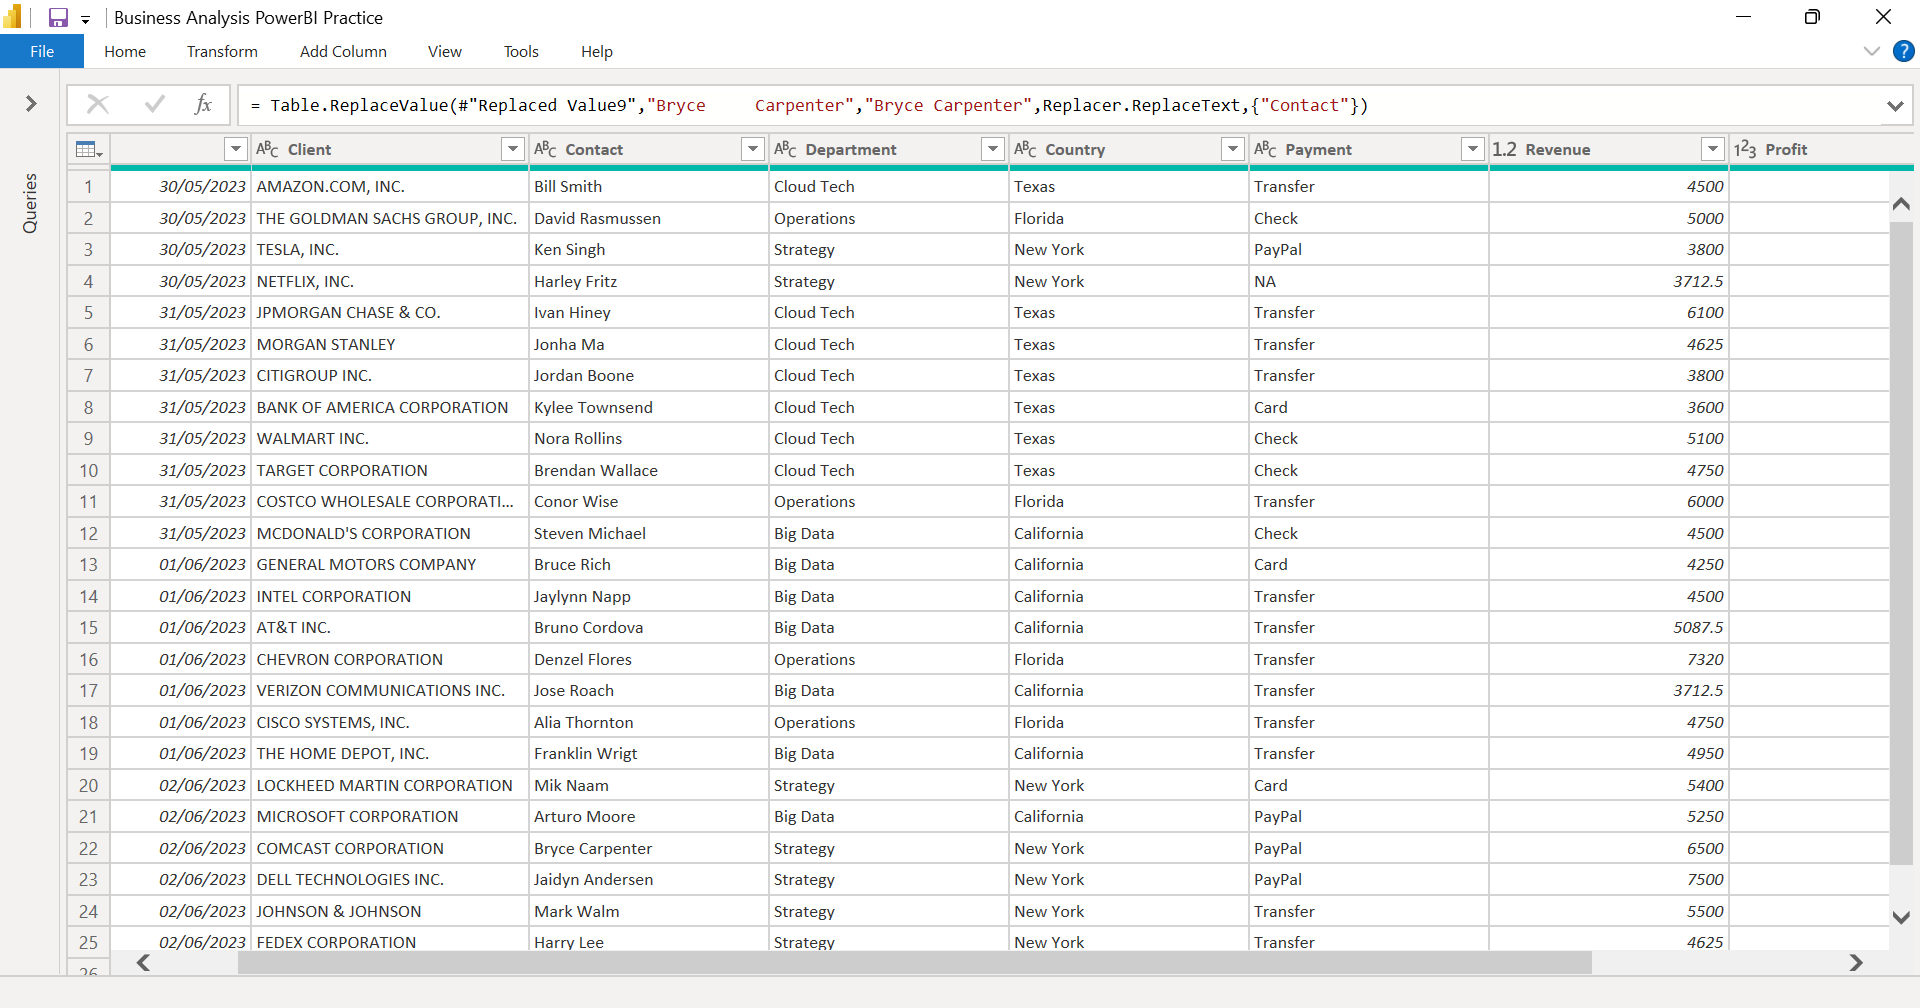 Business Analysis PowerBI Practice
File Home Transform Add Column View Tools Help ?
fx = Table.ReplaceValue(#"Replaced Value9","Bryce     Carpenter","Bryce Carpenter",Replacer.ReplaceText,{"Contact"})
Queries
ABC Client ABC Contact ABC Department ABC Country ABC Payment 1.2 Revenue 123 Profit
1 30/05/2023 AMAZON.COM, INC. Bill Smith Cloud Tech Texas Transfer 4500
2 30/05/2023 THE GOLDMAN SACHS GROUP, INC. David Rasmussen Operations Florida Check 5000
3 30/05/2023 TESLA, INC. Ken Singh Strategy New York PayPal 3800
4 30/05/2023 NETFLIX, INC. Harley Fritz Strategy New York NA 3712.5
5 31/05/2023 JPMORGAN CHASE & CO. Ivan Hiney Cloud Tech Texas Transfer 6100
6 31/05/2023 MORGAN STANLEY Jonha Ma Cloud Tech Texas Transfer 4625
7 31/05/2023 CITIGROUP INC. Jordan Boone Cloud Tech Texas Transfer 3800
8 31/05/2023 BANK OF AMERICA CORPORATION Kylee Townsend Cloud Tech Texas Card 3600
9 31/05/2023 WALMART INC. Nora Rollins Cloud Tech Texas Check 5100
10 31/05/2023 TARGET CORPORATION Brendan Wallace Cloud Tech Texas Check 4750
11 31/05/2023 COSTCO WHOLESALE CORPORATI... Conor Wise Operations Florida Transfer 6000
12 31/05/2023 MCDONALD'S CORPORATION Steven Michael Big Data California Check 4500
13 01/06/2023 GENERAL MOTORS COMPANY Bruce Rich Big Data California Card 4250
14 01/06/2023 INTEL CORPORATION Jaylynn Napp Big Data California Transfer 4500
15 01/06/2023 AT&T INC. Bruno Cordova Big Data California Transfer 5087.5
16 01/06/2023 CHEVRON CORPORATION Denzel Flores Operations Florida Transfer 7320
17 01/06/2023 VERIZON COMMUNICATIONS INC. Jose Roach Big Data California Transfer 3712.5
18 01/06/2023 CISCO SYSTEMS, INC. Alia Thornton Operations Florida Transfer 4750
19 01/06/2023 THE HOME DEPOT, INC. Franklin Wrigt Big Data California Transfer 4950
20 02/06/2023 LOCKHEED MARTIN CORPORATION Mik Naam Strategy New York Card 5400
21 02/06/2023 MICROSOFT CORPORATION Arturo Moore Big Data California PayPal 5250
22 02/06/2023 COMCAST CORPORATION Bryce Carpenter Strategy New York PayPal 6500
23 02/06/2023 DELL TECHNOLOGIES INC. Jaidyn Andersen Strategy New York PayPal 7500
24 02/06/2023 JOHNSON & JOHNSON Mark Walm Strategy New York Transfer 5500
25 02/06/2023 FEDEX CORPORATION Harry Lee Strategy New York Transfer 4625
26